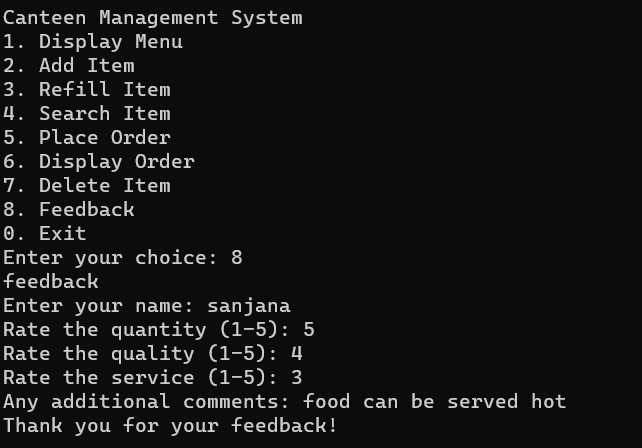 Canteen Management System
1. Display Menu
2. Add Item
3. Refill Item
4. Search Item
5. Place Order
6. Display Order
7. Delete Item
8. Feedback
0. Exit
Enter your choice: 8
feedback
Enter your name: sanjana
Rate the quantity (1-5): 5
Rate the quality (1-5): 4
Rate the service (1-5): 3
Any additional comments: food can be served hot
Thank you for your feedback!